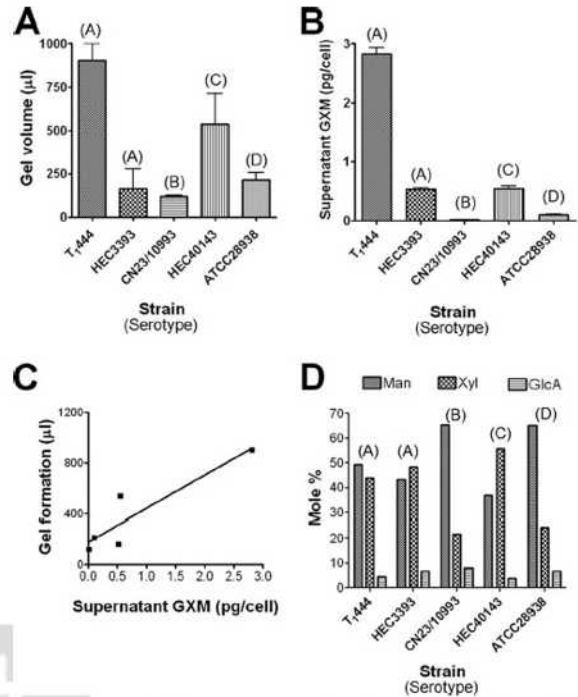 A
Gel volume (µl)
1000
750
500
250
0
(A)
(A)
(B)
(C)
(D)
T₁444
HEC3393
CN23/10993
HEC40143
ATCC28938
Strain
(Serotype)
B
Supernatant GXM (pg/cell)
3
2
1
0
(A)
(A)
(B)
(C)
(D)
T₁444
HEC3393
CN23/10993
HEC40143
ATCC28938
Strain
(Serotype)
C
Gel formation (µl)
1200
800
400
0
0.0 0.5 1.0 1.5 2.0 2.5 3.0
Supernatant GXM (pg/cell)
D
Man Xyl GlcA
Mole %
70
60
50
40
30
20
10
0
(A)
(A)
(B)
(C)
(D)
T₁444
HEC3393
CN23/10993
HEC40143
ATCC28938
Strain
(Serotype)